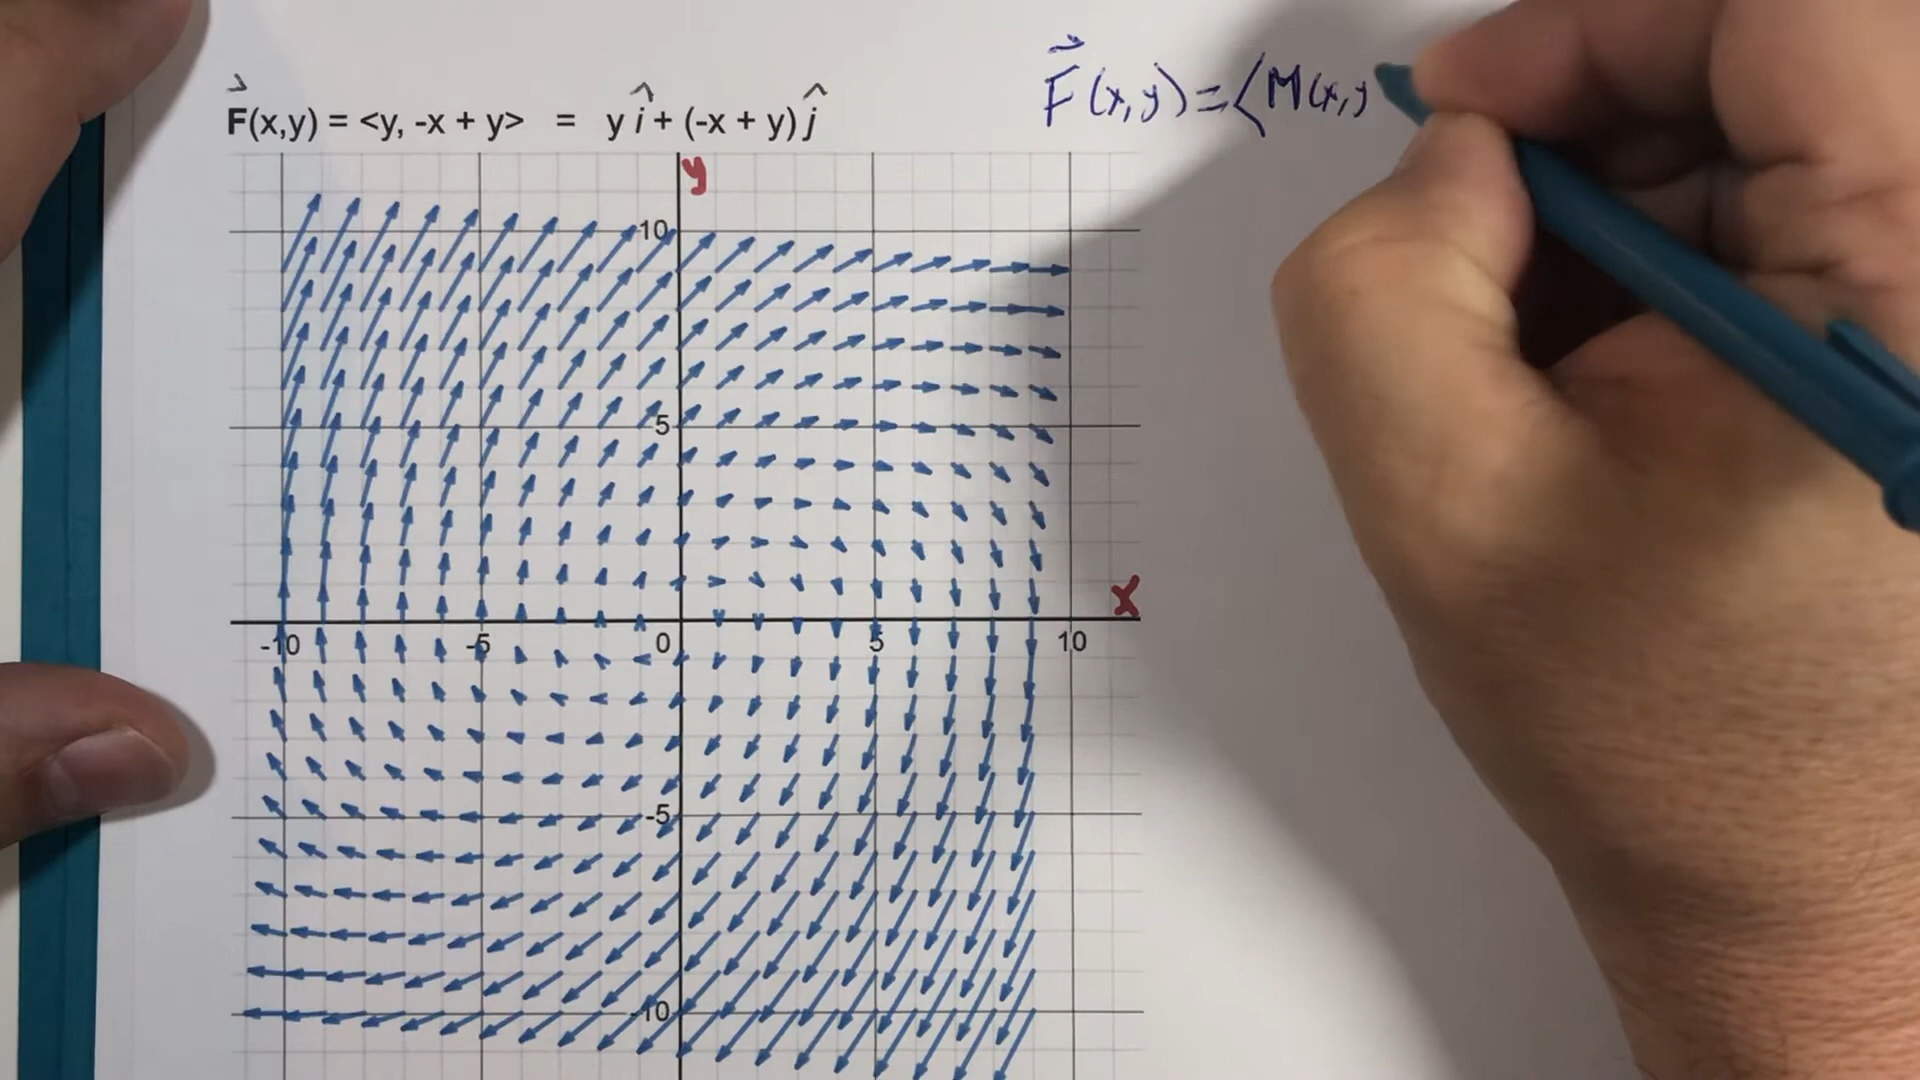 F⃗(x,y) = <y, -x + y> = y î + (-x + y) ĵ
F⃗(x,y)=⟨M(x,y
y
10
5
-10 -5 0 5 10 x
-5
-10